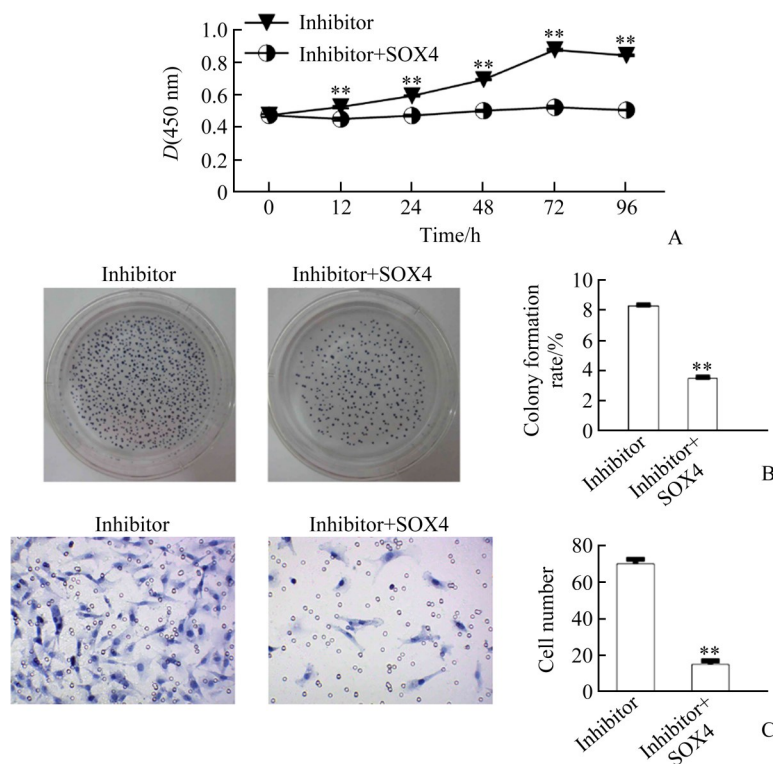 Inhibitor
Inhibitor+SOX4
D(450 nm)
1.0
0.8
0.6
0.4
0.2
0
** ** ** ** **
0 12 24 48 72 96
Time/h
A
Inhibitor
Inhibitor+SOX4
Colony formation
rate/%
10
8
6
4
2
0
**
Inhibitor
Inhibitor+
SOX4
B
Inhibitor
Inhibitor+SOX4
Cell number
80
60
40
20
0
**
Inhibitor
Inhibitor+
SOX4
C